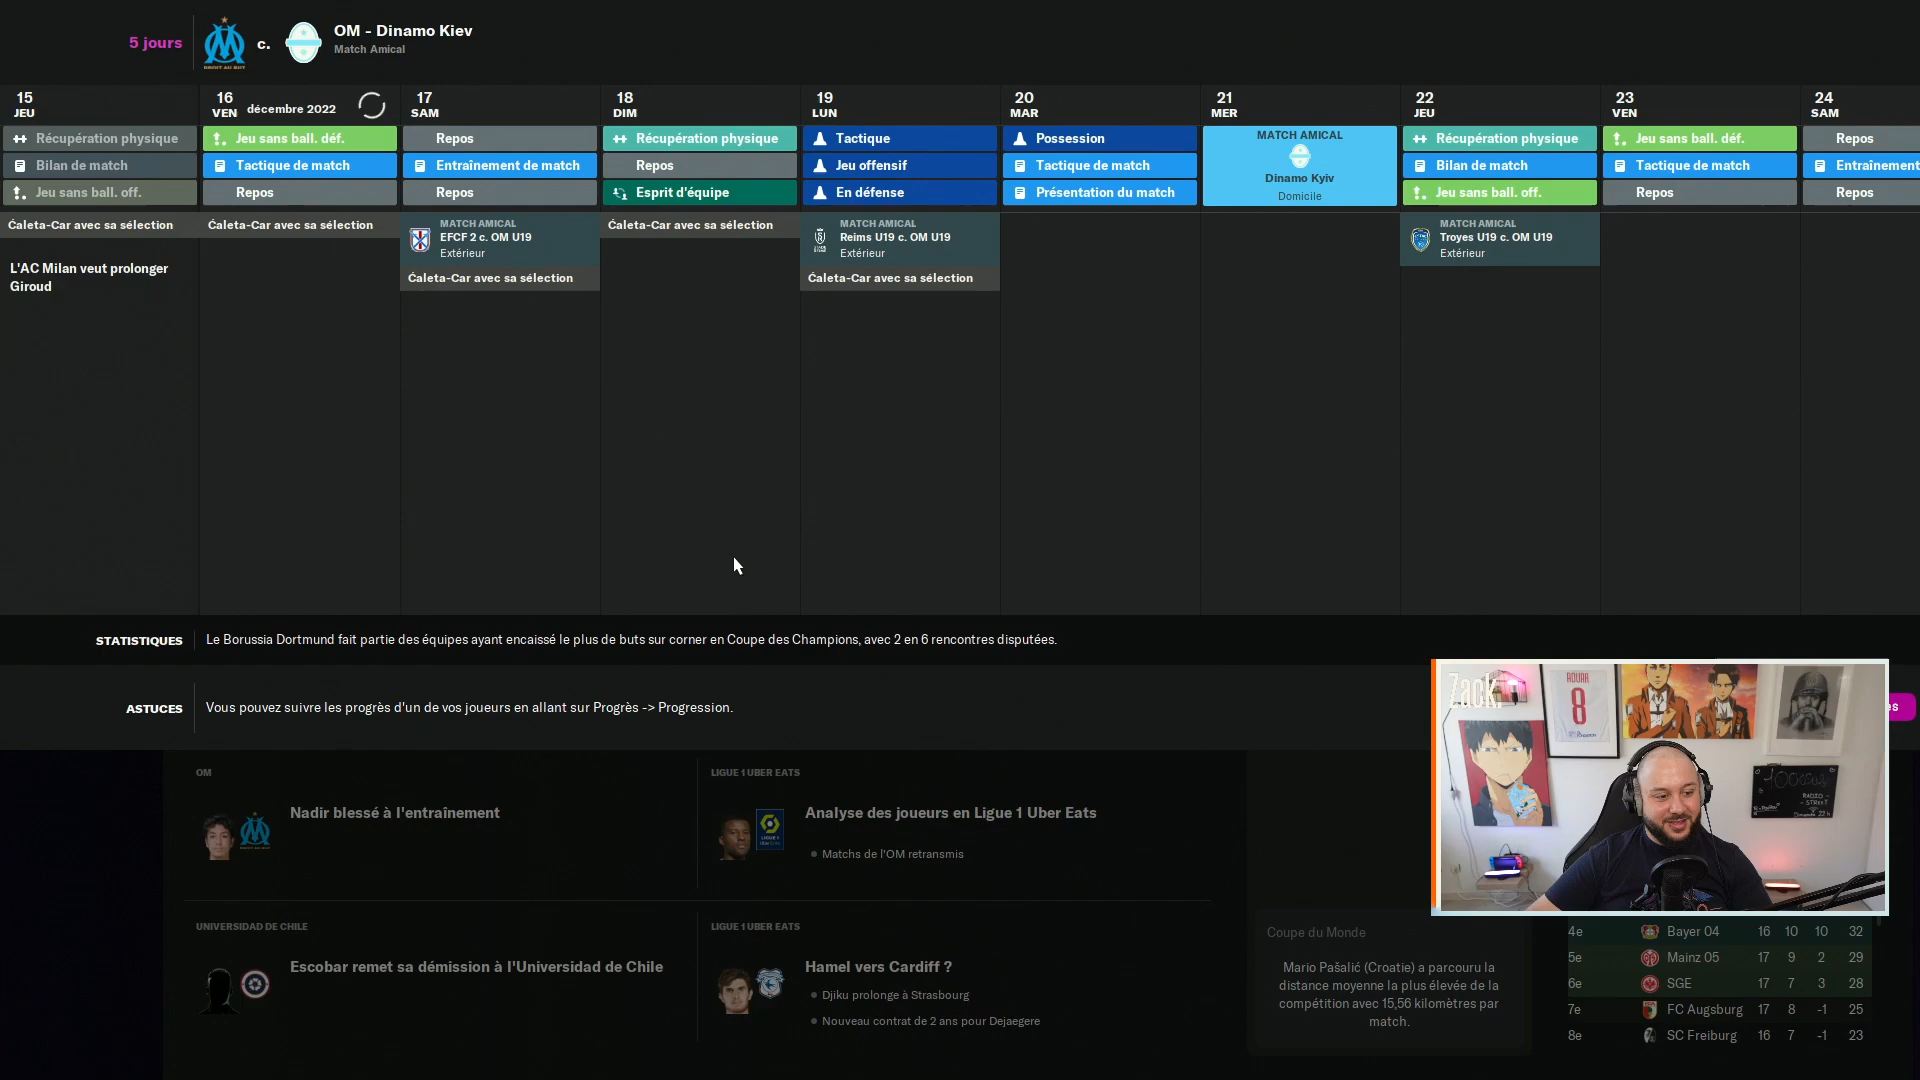 5 jours
c.
OM - Dinamo Kiev
Match Amical
15
JEU
16
VEN
décembre 2022
17
SAM
18
DIM
19
LUN
20
MAR
21
MER
22
JEU
23
VEN
24
SAM
Récupération physique
Jeu sans ball. déf.
Repos
Récupération physique
Tactique
Possession
MATCH AMICAL
Récupération physique
Jeu sans ball. déf.
Repos
Bilan de match
Tactique de match
Entraînement de match
Repos
Jeu offensif
Tactique de match
Dinamo Kyiv
Bilan de match
Tactique de match
Entraînement
Jeu sans ball. off.
Repos
Repos
Esprit d'équipe
En défense
Présentation du match
Domicile
Jeu sans ball. off.
Repos
Repos
Ćaleta-Car avec sa sélection
Ćaleta-Car avec sa sélection
MATCH AMICAL
EFCF 2 c. OM U19
Extérieur
Ćaleta-Car avec sa sélection
Ćaleta-Car avec sa sélection
MATCH AMICAL
Reims U19 c. OM U19
Extérieur
Ćaleta-Car avec sa sélection
MATCH AMICAL
Troyes U19 c. OM U19
Extérieur
L'AC Milan veut prolonger
Giroud
STATISTIQUES
Le Borussia Dortmund fait partie des équipes ayant encaissé le plus de buts sur corner en Coupe des Champions, avec 2 en 6 rencontres disputées.
ASTUCES
Vous pouvez suivre les progrès d'un de vos joueurs en allant sur Progrès -> Progression.
Zack.
AOUAR
8
es
OM
Nadir blessé à l'entraînement
LIGUE 1 UBER EATS
Analyse des joueurs en Ligue 1 Uber Eats
Matchs de l'OM retransmis
UNIVERSIDAD DE CHILE
Escobar remet sa démission à l'Universidad de Chile
LIGUE 1 UBER EATS
Hamel vers Cardiff ?
Djiku prolonge à Strasbourg
Nouveau contrat de 2 ans pour Dejaegere
Coupe du Monde
Mario Pašalić (Croatie) a parcouru la
distance moyenne la plus élevée de la
compétition avec 15,56 kilomètres par
match.
4e Bayer 04 16 10 10 32
5e Mainz 05 17 9 2 29
6e SGE 17 7 3 28
7e FC Augsburg 17 8 -1 25
8e SC Freiburg 16 7 -1 23